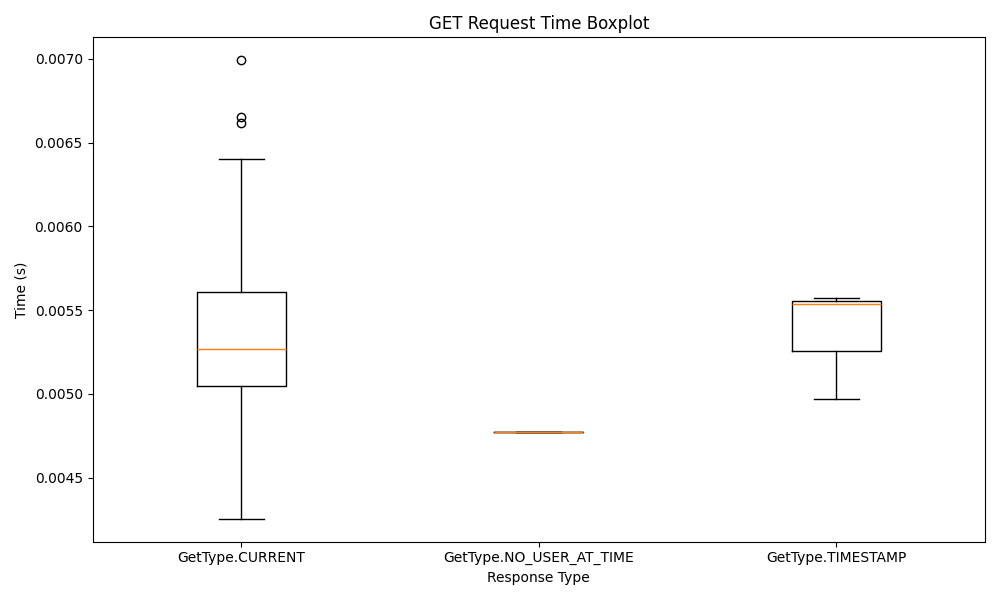 GET Request Time Boxplot
0.0070
0.0065
0.0060
0.0055
0.0050
0.0045
Time (s)
GetType.CURRENT
GetType.NO_USER_AT_TIME
GetType.TIMESTAMP
Response Type